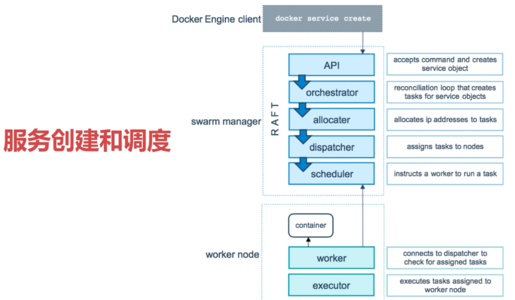 Docker Engine client
docker service create
服务创建和调度
swarm manager
RAFT
API
accepts command and creates
service object
orchestrator
reconciliation loop that creates
tasks for service objects
allocater
allocates ip addresses to tasks
dispatcher
assigns tasks to nodes
scheduler
instructs a worker to run a task
container
worker node
worker
connects to dispatcher to
check for assigned tasks
executor
executes tasks assigned to
worker node